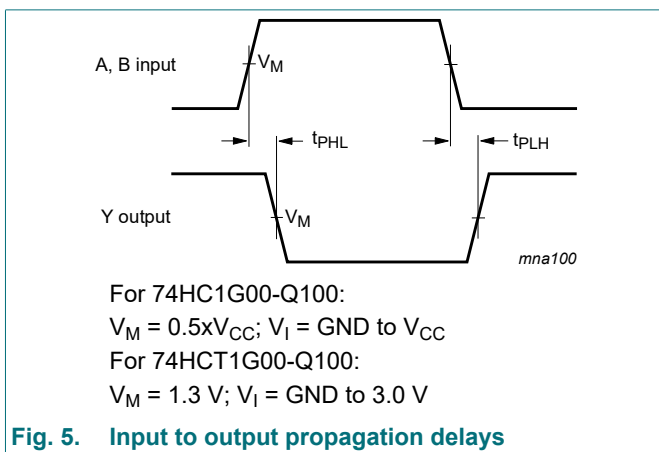 A, B input
VM
tPHL
tPLH
Y output
VM
mna100
For 74HC1G00-Q100:
VM = 0.5xVCC; VI = GND to VCC
For 74HCT1G00-Q100:
VM = 1.3 V; VI = GND to 3.0 V
Fig. 5. Input to output propagation delays